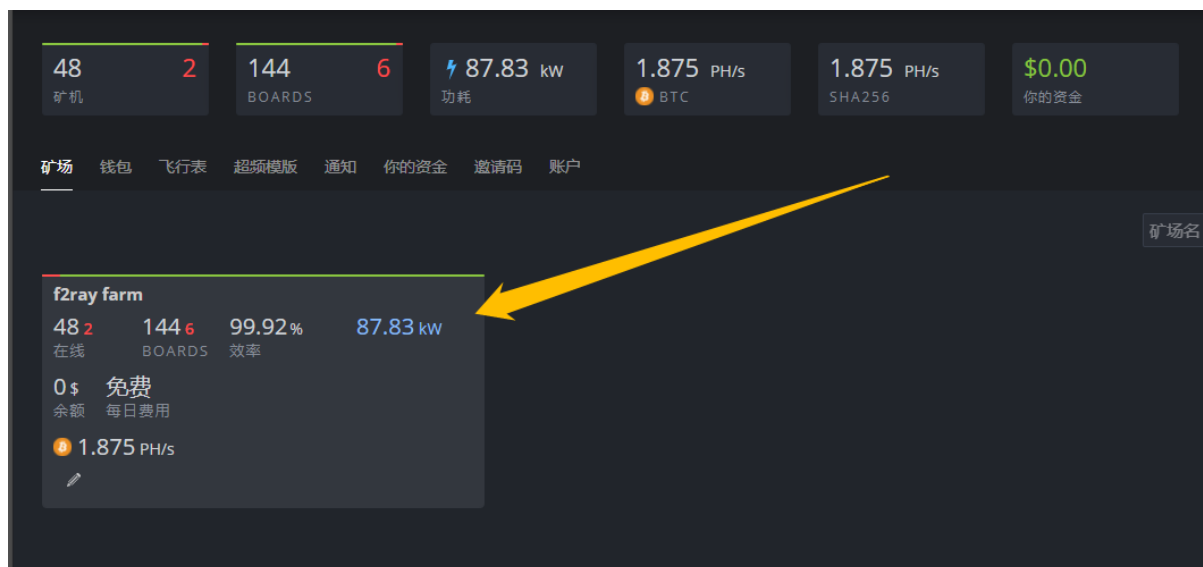 48 2
矿机
144 6
BOARDS
87.83 kW
功耗
1.875 PH/s
BTC
1.875 PH/s
SHA256
$0.00
你的资金
矿场 钱包 飞行表 超频模版 通知 你的资金 邀请码 账户
矿场名
f2ray farm
48 2 144 6 99.92% 87.83 kW
在线 BOARDS 效率
0 $ 免费
余额 每日费用
1.875 PH/s